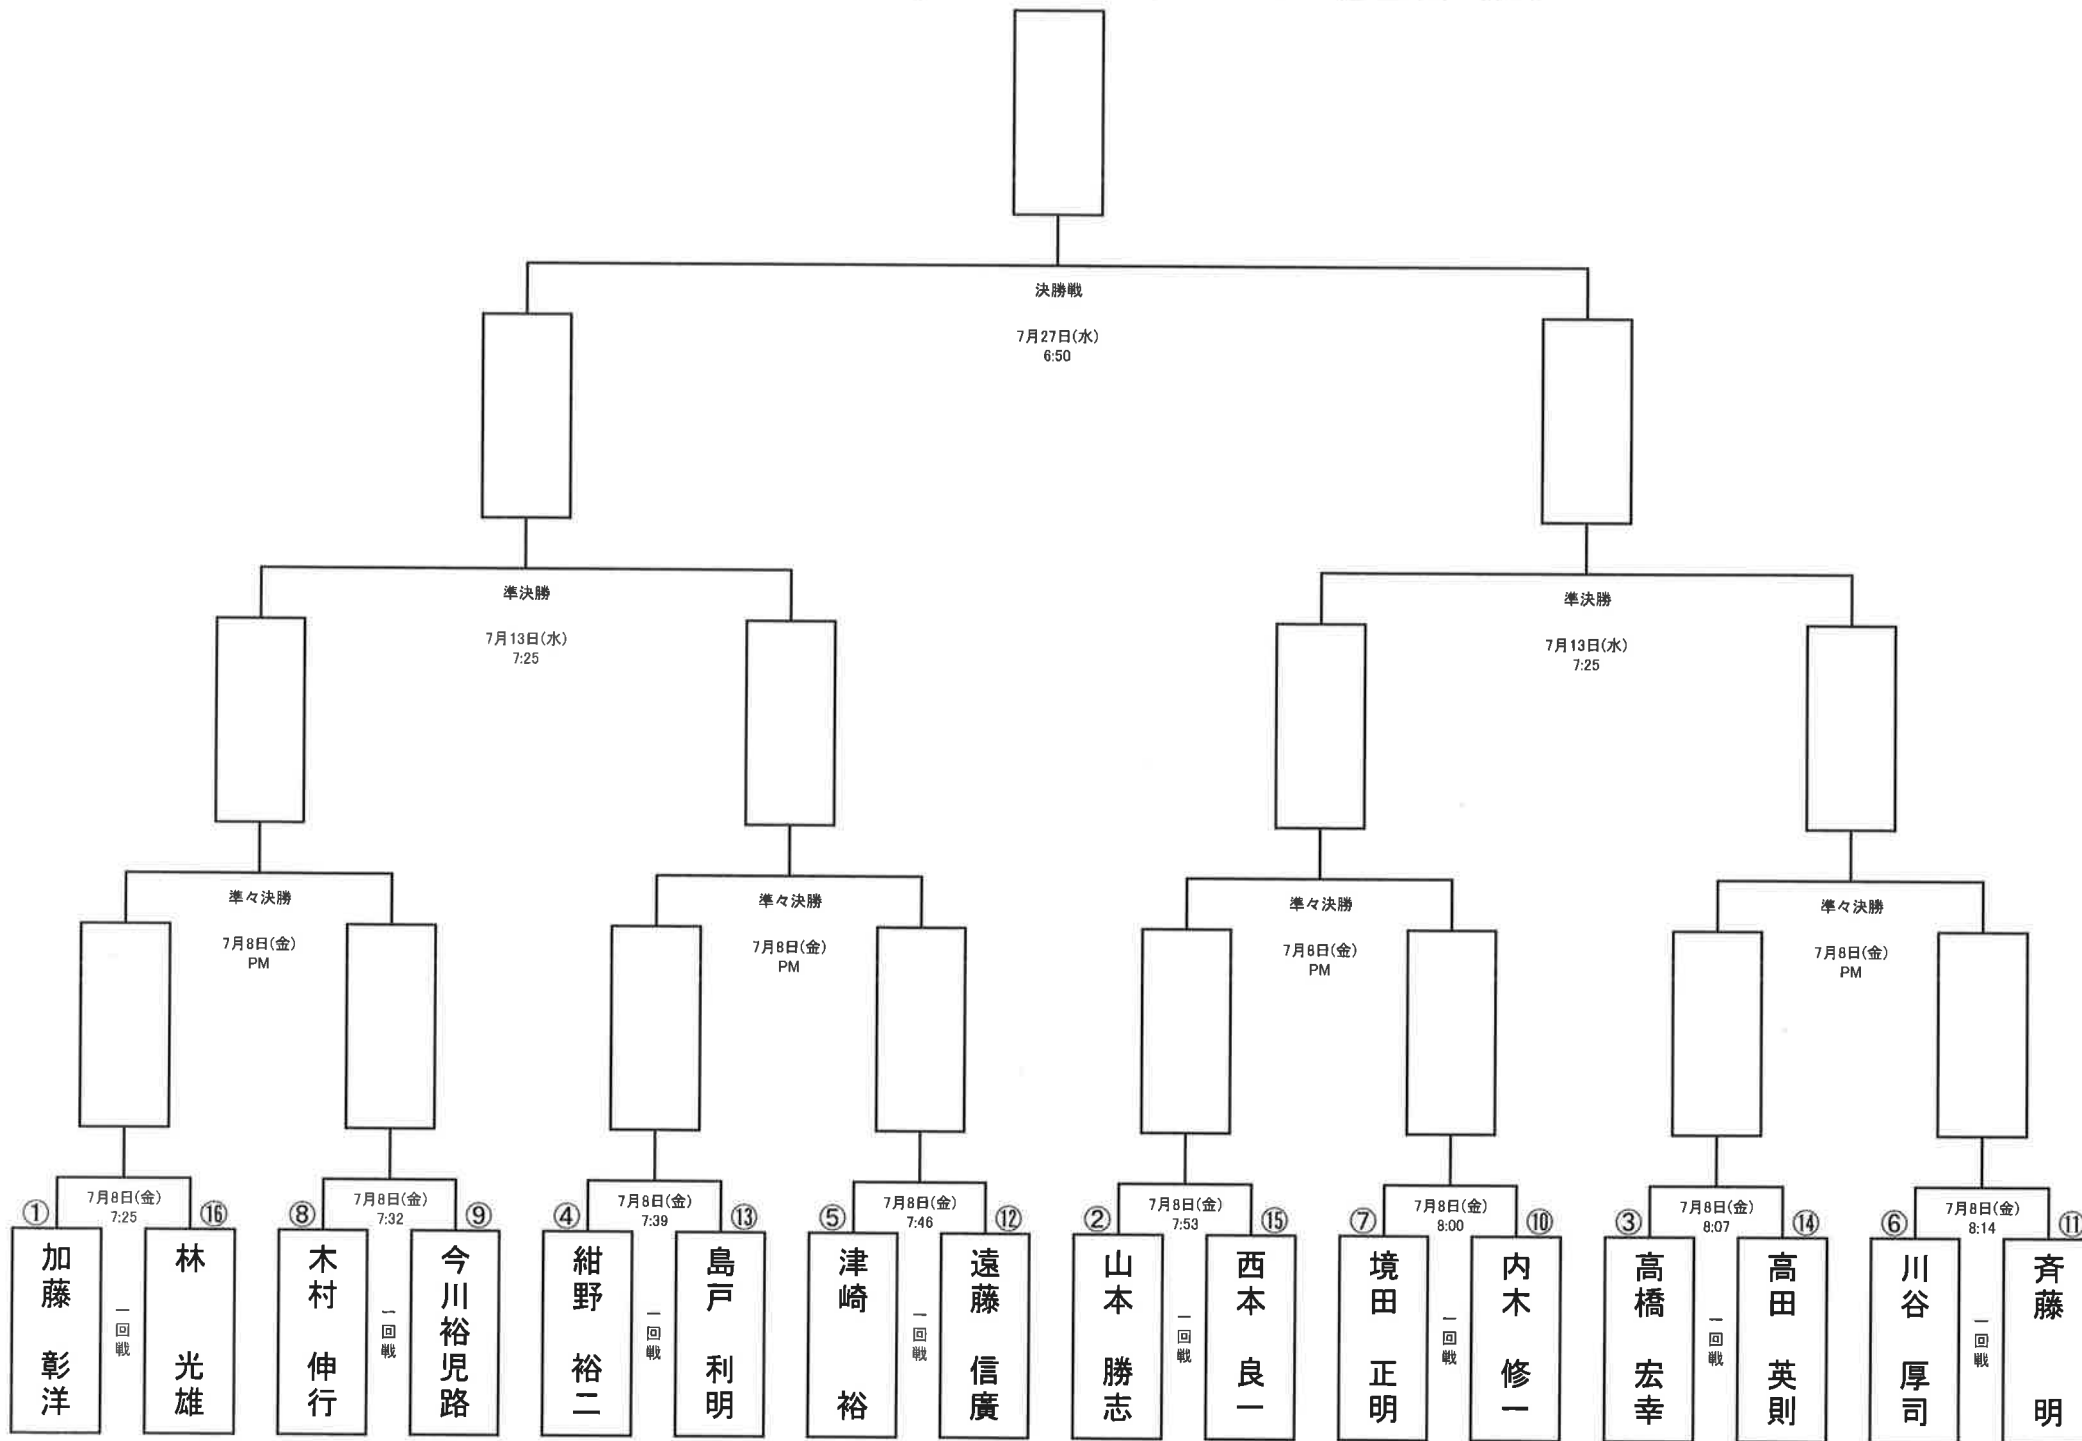 決勝戦
7月27日(水)
6:50
準決勝
7月13日(水)
7:25
準決勝
7月13日(水)
7:25
準々決勝
7月8日(金)
PM
準々決勝
7月8日(金)
PM
準々決勝
7月8日(金)
PM
準々決勝
7月8日(金)
PM
① 加藤 彰洋
7月8日(金)
7:25
一回戦
⑯ 林 光雄
⑧ 木村 伸行
7月8日(金)
7:32
一回戦
⑨ 今川裕児路
④ 紺野 裕二
7月8日(金)
7:39
一回戦
⑬ 島戸 利明
⑤ 津崎 裕
7月8日(金)
7:46
一回戦
⑫ 遠藤 信廣
② 山本 勝志
7月8日(金)
7:53
一回戦
⑮ 西本 良一
⑦ 境田 正明
7月8日(金)
8:00
一回戦
⑩ 内木 修一
③ 高橋 宏幸
7月8日(金)
8:07
一回戦
⑭ 高田 英則
⑥ 川谷 厚司
7月8日(金)
8:14
一回戦
⑪ 斉藤 明